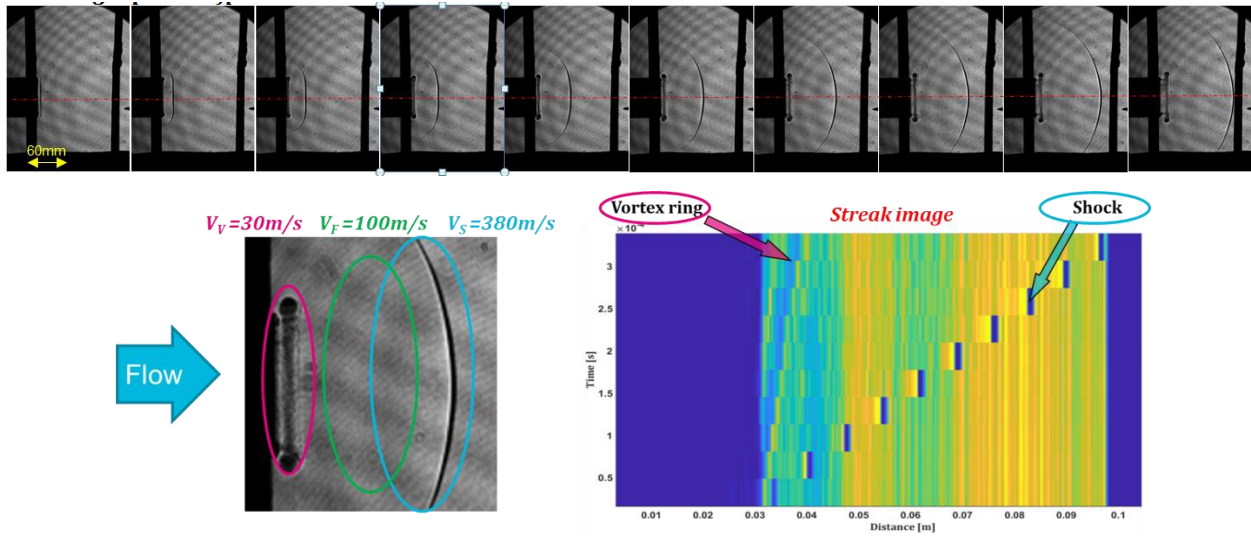 60mm
V_V=30m/s V_F=100m/s V_S=380m/s
Flow
Vortex ring
Streak image
Shock
3
2.5
2
1.5
1
0.5
Time [s]
0.01 0.02 0.03 0.04 0.05 0.06 0.07 0.08 0.09 0.1
Distance [m]